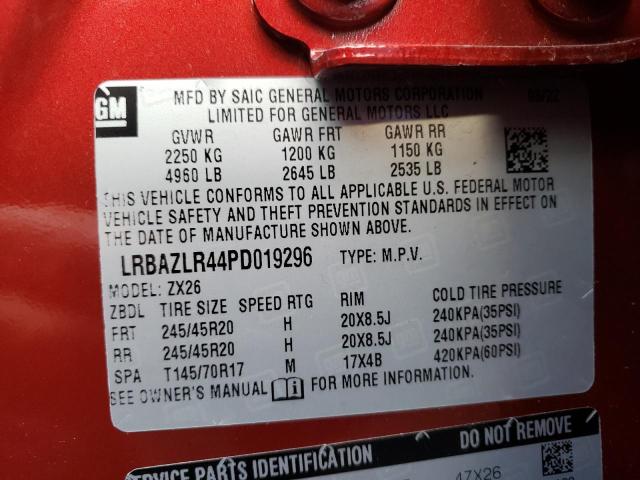 GM
MFD BY SAIC GENERAL MOTORS CORPORATION 09/22
LIMITED FOR GENERAL MOTORS LLC
GVWR GAWR FRT GAWR RR
2250 KG 1200 KG 1150 KG
4960 LB 2645 LB 2535 LB
THIS VEHICLE CONFORMS TO ALL APPLICABLE U.S. FEDERAL MOTOR
VEHICLE SAFETY AND THEFT PREVENTION STANDARDS IN EFFECT ON
THE DATE OF MANUFACTURE SHOWN ABOVE.
LRBAZLR44PD019296 TYPE: M.P.V.
MODEL: ZX26
ZBDL TIRE SIZE SPEED RTG RIM COLD TIRE PRESSURE
FRT 245/45R20 H 20X8.5J 240KPA(35PSI)
RR 245/45R20 H 20X8.5J 240KPA(35PSI)
SPA T145/70R17 M 17X4B 420KPA(60PSI)
SEE OWNER'S MANUAL FOR MORE INFORMATION.
SERVICE PARTS IDENTIFICATION DO NOT REMOVE
47X26